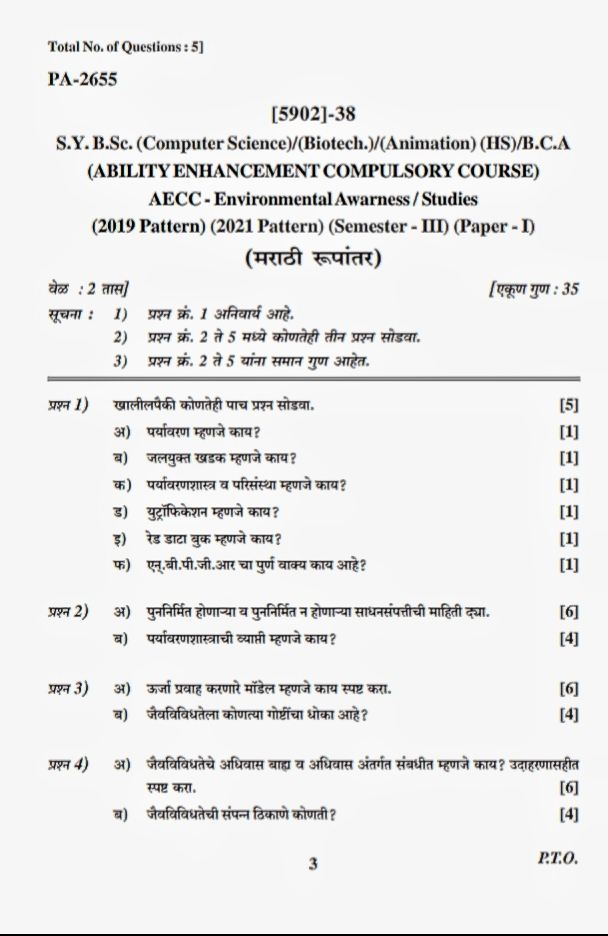 Total No. of Questions : 5]
PA-2655
[5902]-38
S.Y. B.Sc. (Computer Science)/(Biotech.)/(Animation) (HS)/B.C.A
(ABILITY ENHANCEMENT COMPULSORY COURSE)
AECC - Environmental Awarness / Studies
(2019 Pattern) (2021 Pattern) (Semester - III) (Paper - I)
(मराठी रूपांतर)
वेळ : 2 तास] [एकूण गुण : 35
सूचना : 1) प्रश्न क्रं. 1 अनिवार्य आहे.
2) प्रश्न क्रं. 2 ते 5 मध्ये कोणतेही तीन प्रश्न सोडवा.
3) प्रश्न क्रं. 2 ते 5 यांना समान गुण आहेत.
प्रश्न 1) खालीलपैकी कोणतेही पाच प्रश्न सोडवा. [5]
अ) पर्यावरण म्हणजे काय? [1]
ब) जलयुक्त खडक म्हणजे काय? [1]
क) पर्यावरणशास्त्र व परिसंस्था म्हणजे काय? [1]
ड) युट्रॉफिकेशन म्हणजे काय? [1]
इ) रेड डाटा बुक म्हणजे काय? [1]
फ) एन्.बी.पी.जी.आर चा पुर्ण वाक्य काय आहे? [1]
प्रश्न 2) अ) पुननिर्मित होणाऱ्या व पुननिर्मित न होणाऱ्या साधनसंपत्तीची माहिती द्या. [6]
ब) पर्यावरणशास्त्राची व्याप्ती म्हणजे काय? [4]
प्रश्न 3) अ) ऊर्जा प्रवाह करणारे मॉडेल म्हणजे काय स्पष्ट करा. [6]
ब) जैवविविधतेला कोणत्या गोष्टींचा धोका आहे? [4]
प्रश्न 4) अ) जैवविविधतेचे अधिवास बाह्य व अधिवास अंतर्गत संबधीत म्हणजे काय? उदाहरणासहीत
स्पष्ट करा. [6]
ब) जैवविविधतेची संपन्न ठिकाणे कोणती? [4]
3
P.T.O.